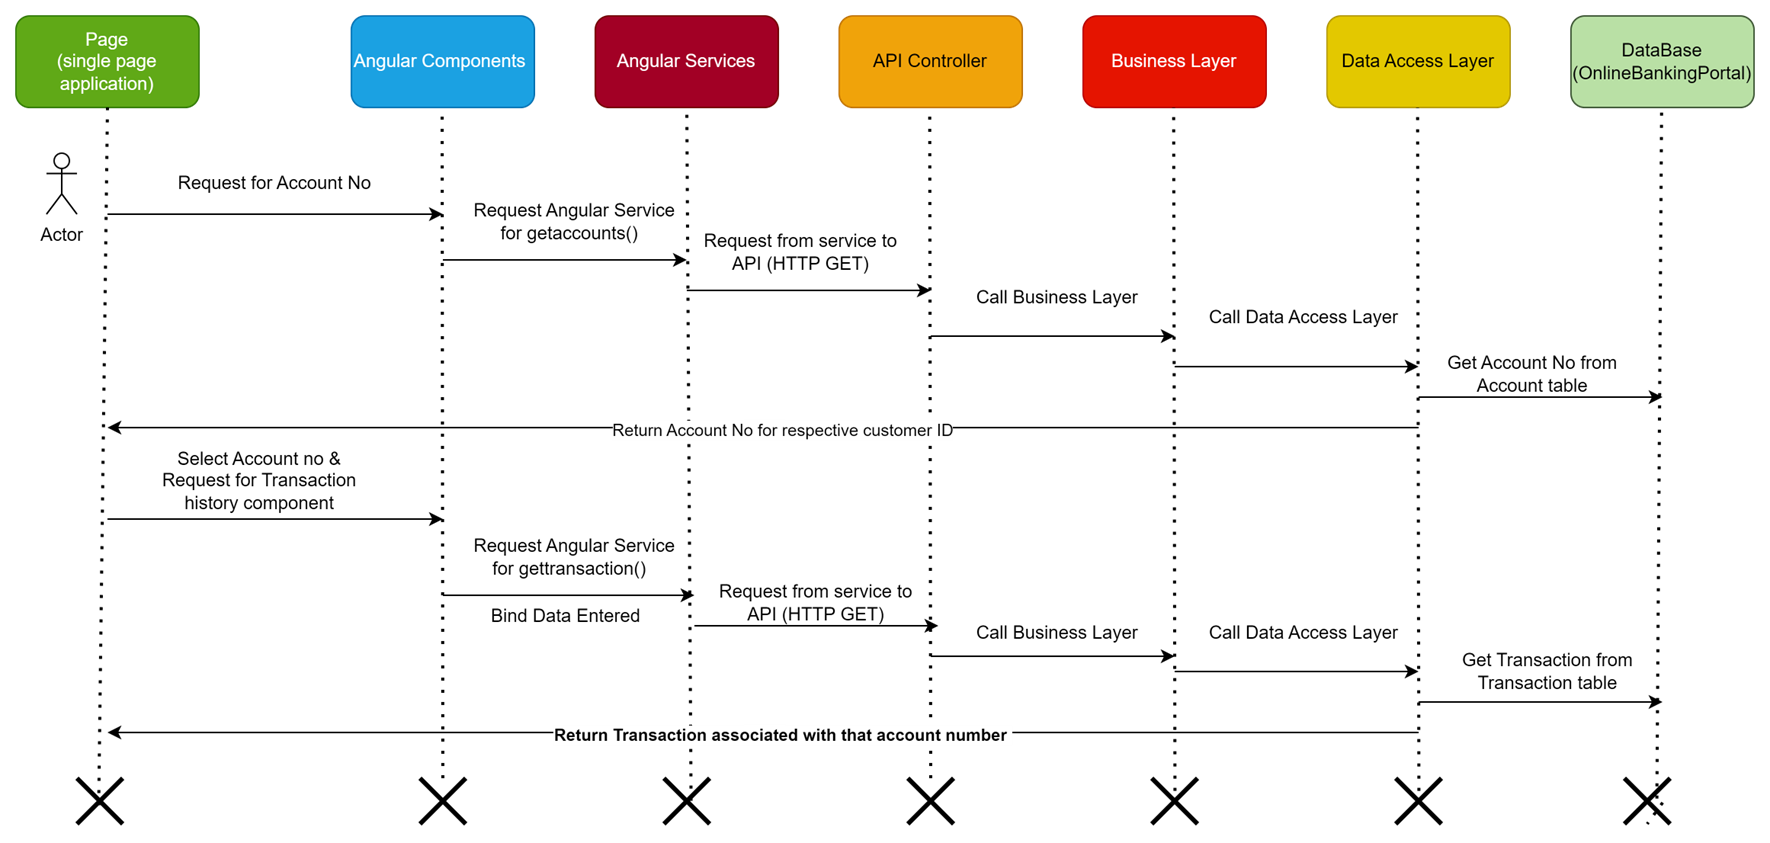 Page
(single page
application)
Angular Components
Angular Services
API Controller
Business Layer
Data Access Layer
DataBase
(OnlineBankingPortal)
Actor
Request for Account No
Request Angular Service
for getaccounts()
Request from service to
API (HTTP GET)
Call Business Layer
Call Data Access Layer
Get Account No from
Account table
Return Account No for respective customer ID
Select Account no &
Request for Transaction
history component
Request Angular Service
for gettransaction()
Bind Data Entered
Request from service to
API (HTTP GET)
Call Business Layer
Call Data Access Layer
Get Transaction from
Transaction table
Return Transaction associated with that account number